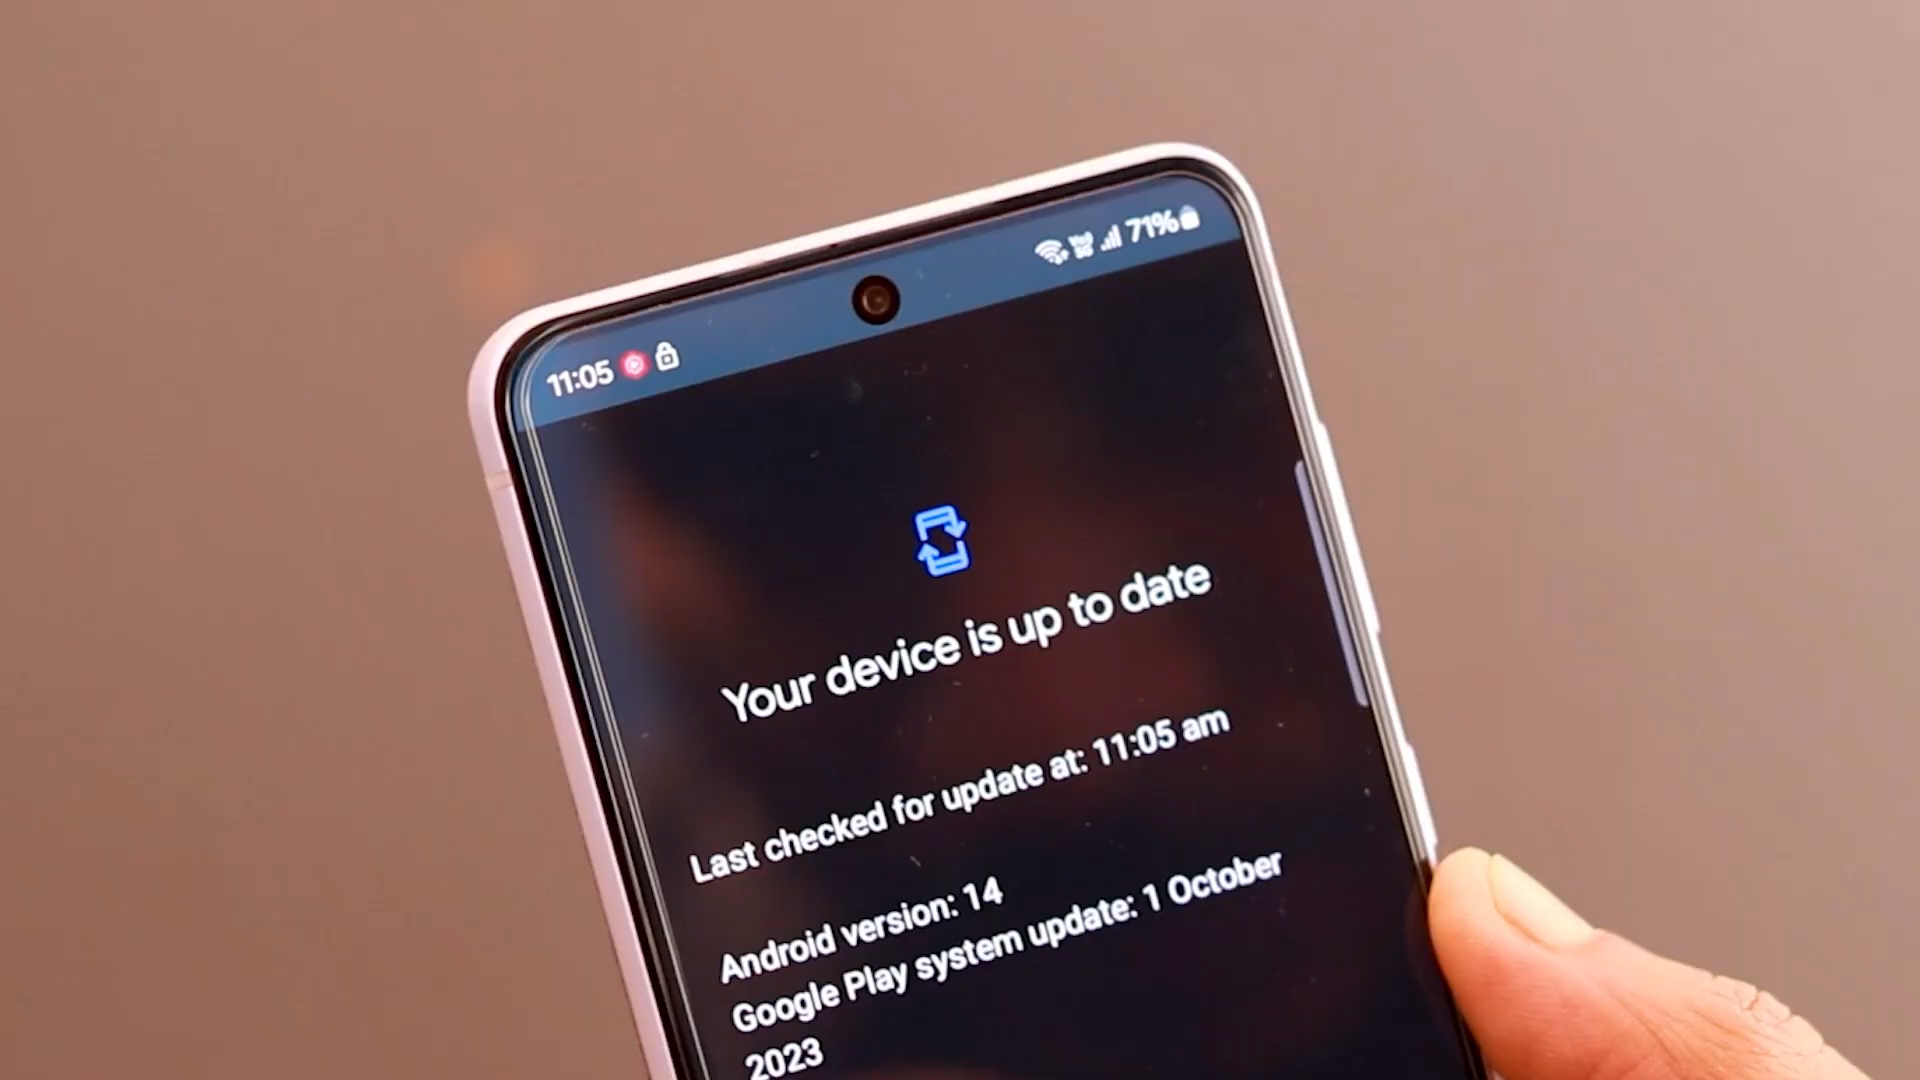 11:05
71%
Your device is up to date
Last checked for update at: 11:05 am
Android version: 14
Google Play system update: 1 October
2023